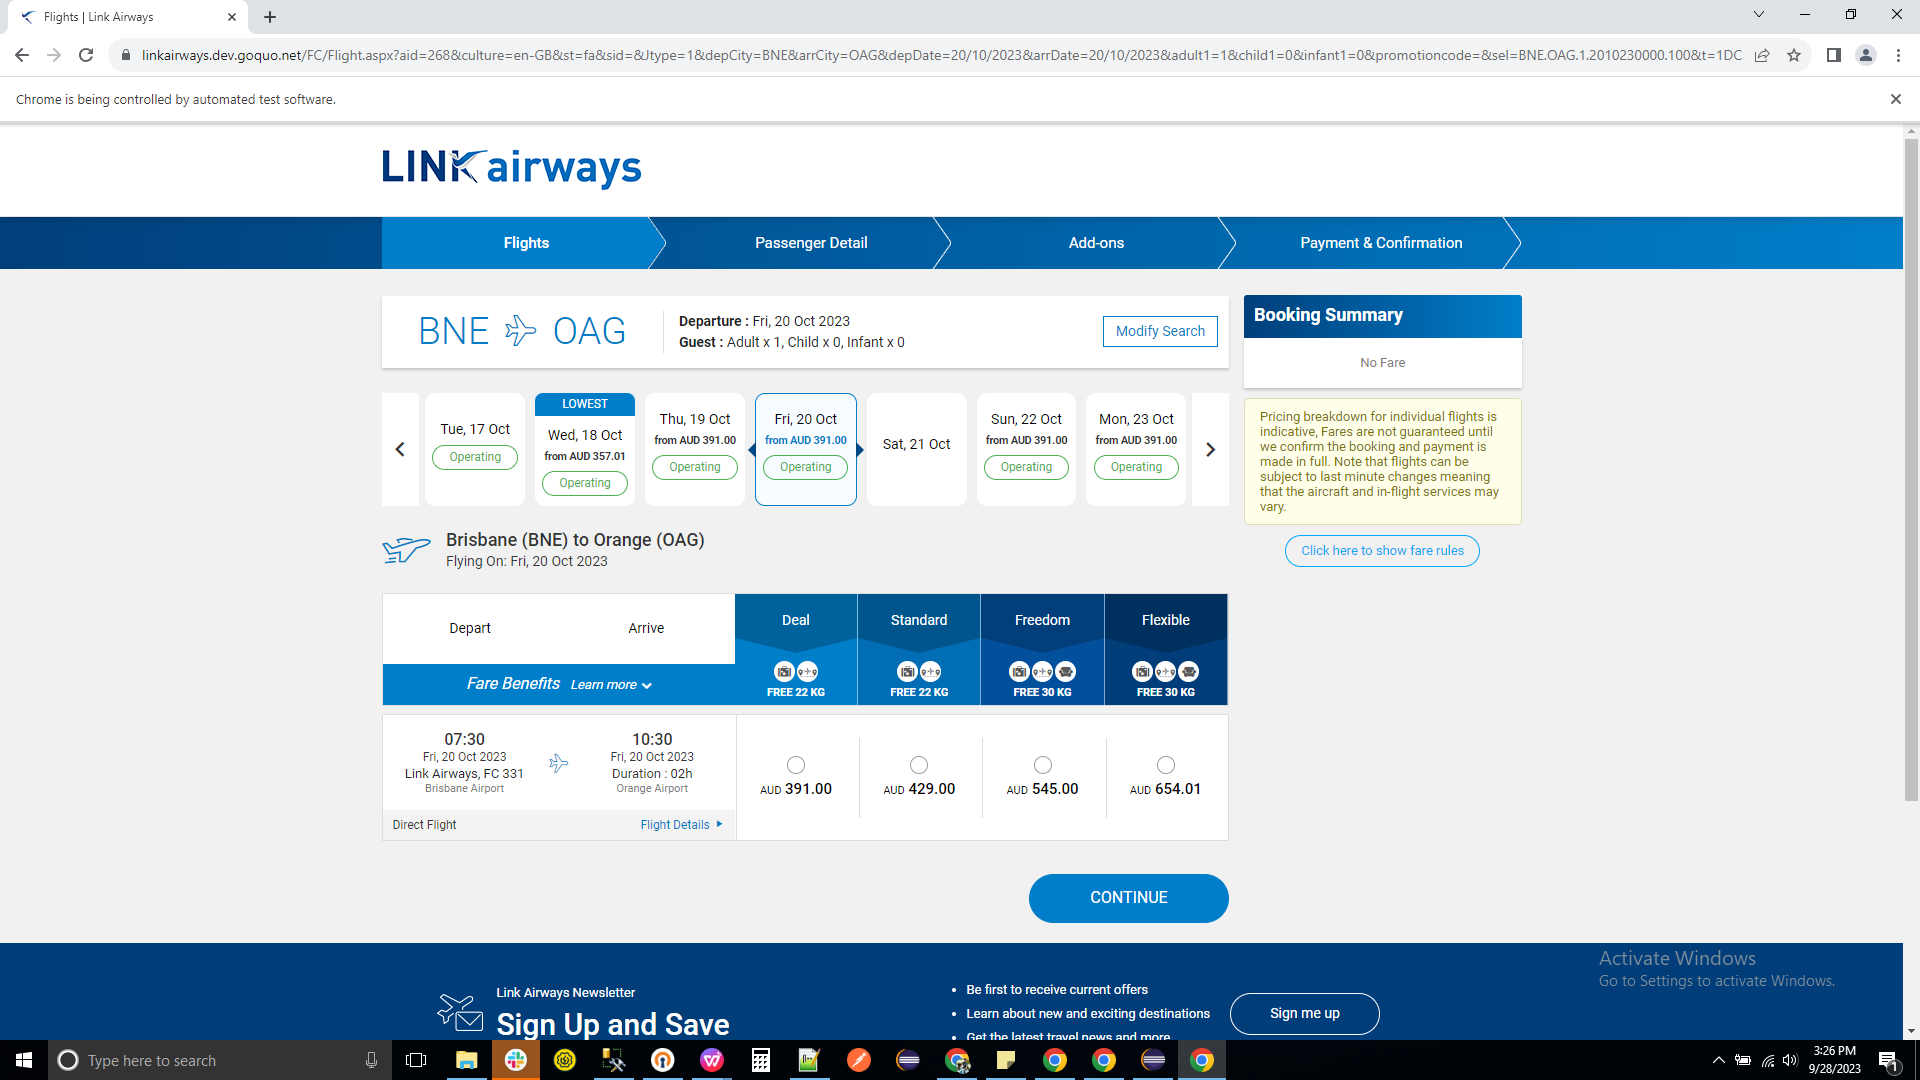 Flights | Link Airways
linkairways.dev.goquo.net/FC/Flight.aspx?aid=268&culture=en-GB&st=fa&sid=&Jtype=1&depCity=BNE&arrCity=OAG&depDate=20/10/2023&arrDate=20/10/2023&adult1=1&child1=0&infant1=0&promotioncode=&sel=BNE.OAG.1.2010230000.100&t=1DC
Chrome is being controlled by automated test software.
LINK airways
Flights
Passenger Detail
Add-ons
Payment & Confirmation
BNE OAG
Departure : Fri, 20 Oct 2023
Guest : Adult x 1, Child x 0, Infant x 0
Modify Search
Booking Summary
No Fare
Tue, 17 Oct
Operating
LOWEST
Wed, 18 Oct
from AUD 357.01
Operating
Thu, 19 Oct
from AUD 391.00
Operating
Fri, 20 Oct
from AUD 391.00
Operating
Sat, 21 Oct
Sun, 22 Oct
from AUD 391.00
Operating
Mon, 23 Oct
from AUD 391.00
Operating
Pricing breakdown for individual flights is
indicative, Fares are not guaranteed until
we confirm the booking and payment is
made in full. Note that flights can be
subject to last minute changes meaning
that the aircraft and in-flight services may
vary.
Click here to show fare rules
Brisbane (BNE) to Orange (OAG)
Flying On: Fri, 20 Oct 2023
Depart
Arrive
Fare Benefits Learn more
Deal
FREE 22 KG
Standard
FREE 22 KG
Freedom
FREE 30 KG
Flexible
FREE 30 KG
07:30
Fri, 20 Oct 2023
Link Airways, FC 331
Brisbane Airport
10:30
Fri, 20 Oct 2023
Duration : 02h
Orange Airport
Direct Flight
Flight Details
AUD 391.00
AUD 429.00
AUD 545.00
AUD 654.01
CONTINUE
Link Airways Newsletter
Sign Up and Save
Be first to receive current offers
Learn about new and exciting destinations
Get the latest travel news and more
Sign me up
Activate Windows
Go to Settings to activate Windows.
Type here to search
3:26 PM
9/28/2023
1